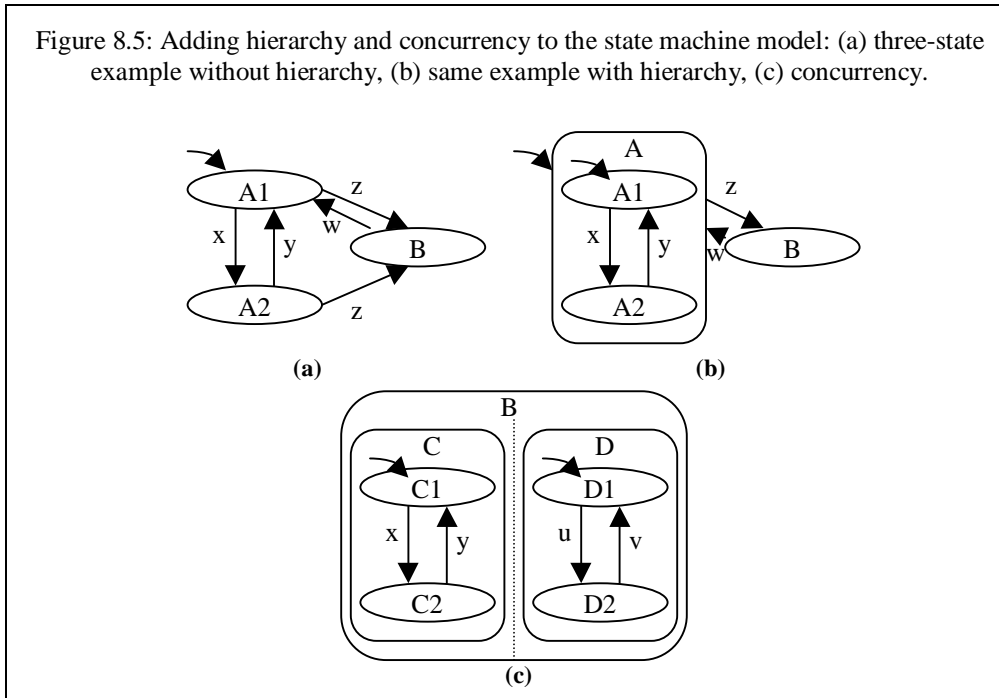 Figure 8.5: Adding hierarchy and concurrency to the state machine model: (a) three-state
example without hierarchy, (b) same example with hierarchy, (c) concurrency.
A1
z
w
x
y
B
A2
z
(a)
A
A1
z
x
y
w
B
A2
(b)
B
C
C1
x
y
C2
D
D1
u
v
D2
(c)